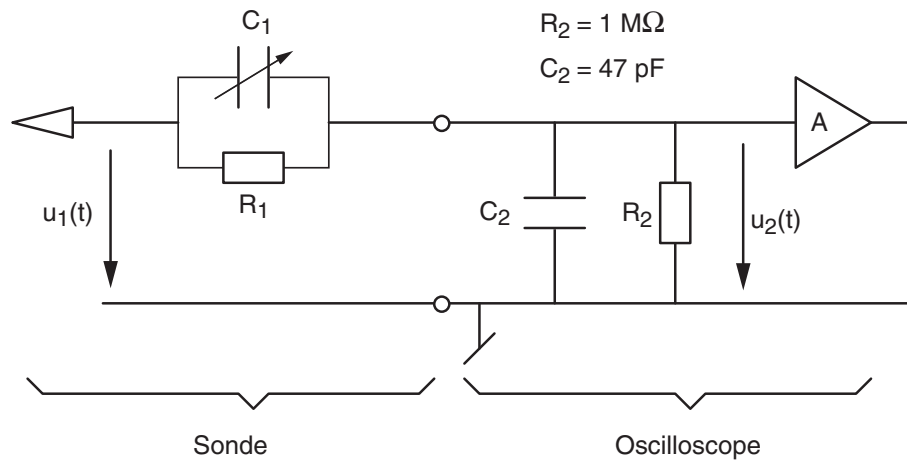 C1
R2 = 1 MΩ
C2 = 47 pF
A
R1
u1(t)
C2
R2
u2(t)
Sonde
Oscilloscope